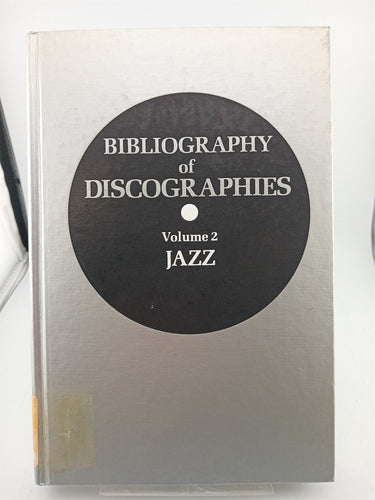 BIBLIOGRAPHY
of
DISCOGRAPHIES
Volume 2
JAZZ